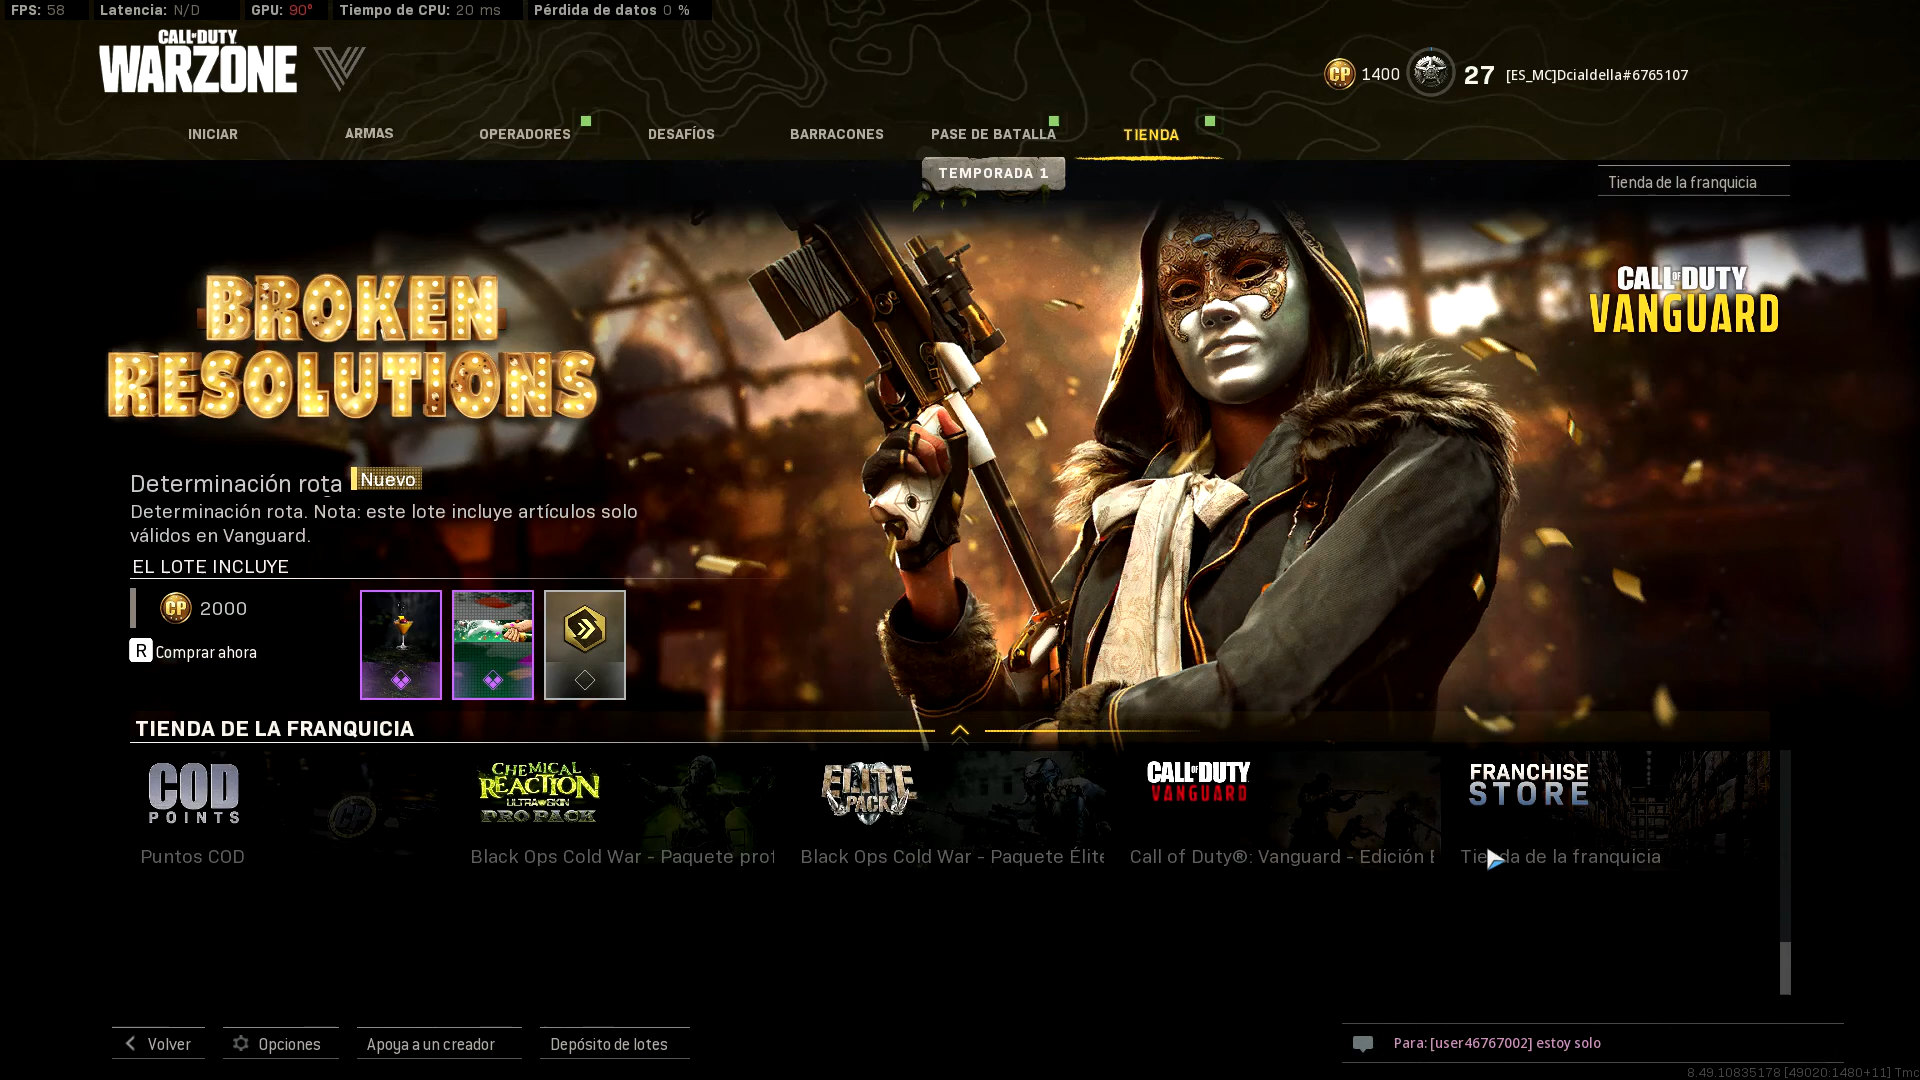 FPS: 58 Latencia: N/D GPU: 90° Tiempo de CPU: 20 ms Pérdida de datos 0 %
CALL OF DUTY
WARZONE
CP 1400 27 [ES_MC]Dcialdella#6765107
INICIAR ARMAS OPERADORES DESAFÍOS BARRACONES PASE DE BATALLA TIENDA
TEMPORADA 1
Tienda de la franquicia
BROKEN
RESOLUTIONS
CALL OF DUTY
VANGUARD
Determinación rota Nuevo
Determinación rota. Nota: este lote incluye artículos solo
válidos en Vanguard.
EL LOTE INCLUYE
CP 2000
R Comprar ahora
TIENDA DE LA FRANQUICIA
COD
POINTS
CP
Puntos COD
CHEMICAL
REACTION
ULTRA SKIN
PRO PACK
Black Ops Cold War - Paquete prof
ELITE
PACK
Black Ops Cold War - Paquete Élite
CALL OF DUTY
VANGUARD
Call of Duty®: Vanguard - Edición E
FRANCHISE
STORE
Tienda de la franquicia
Volver Opciones Apoya a un creador Depósito de lotes
Para: [user46767002] estoy solo
8.49.10835178 [49020:1480+11] Tmc